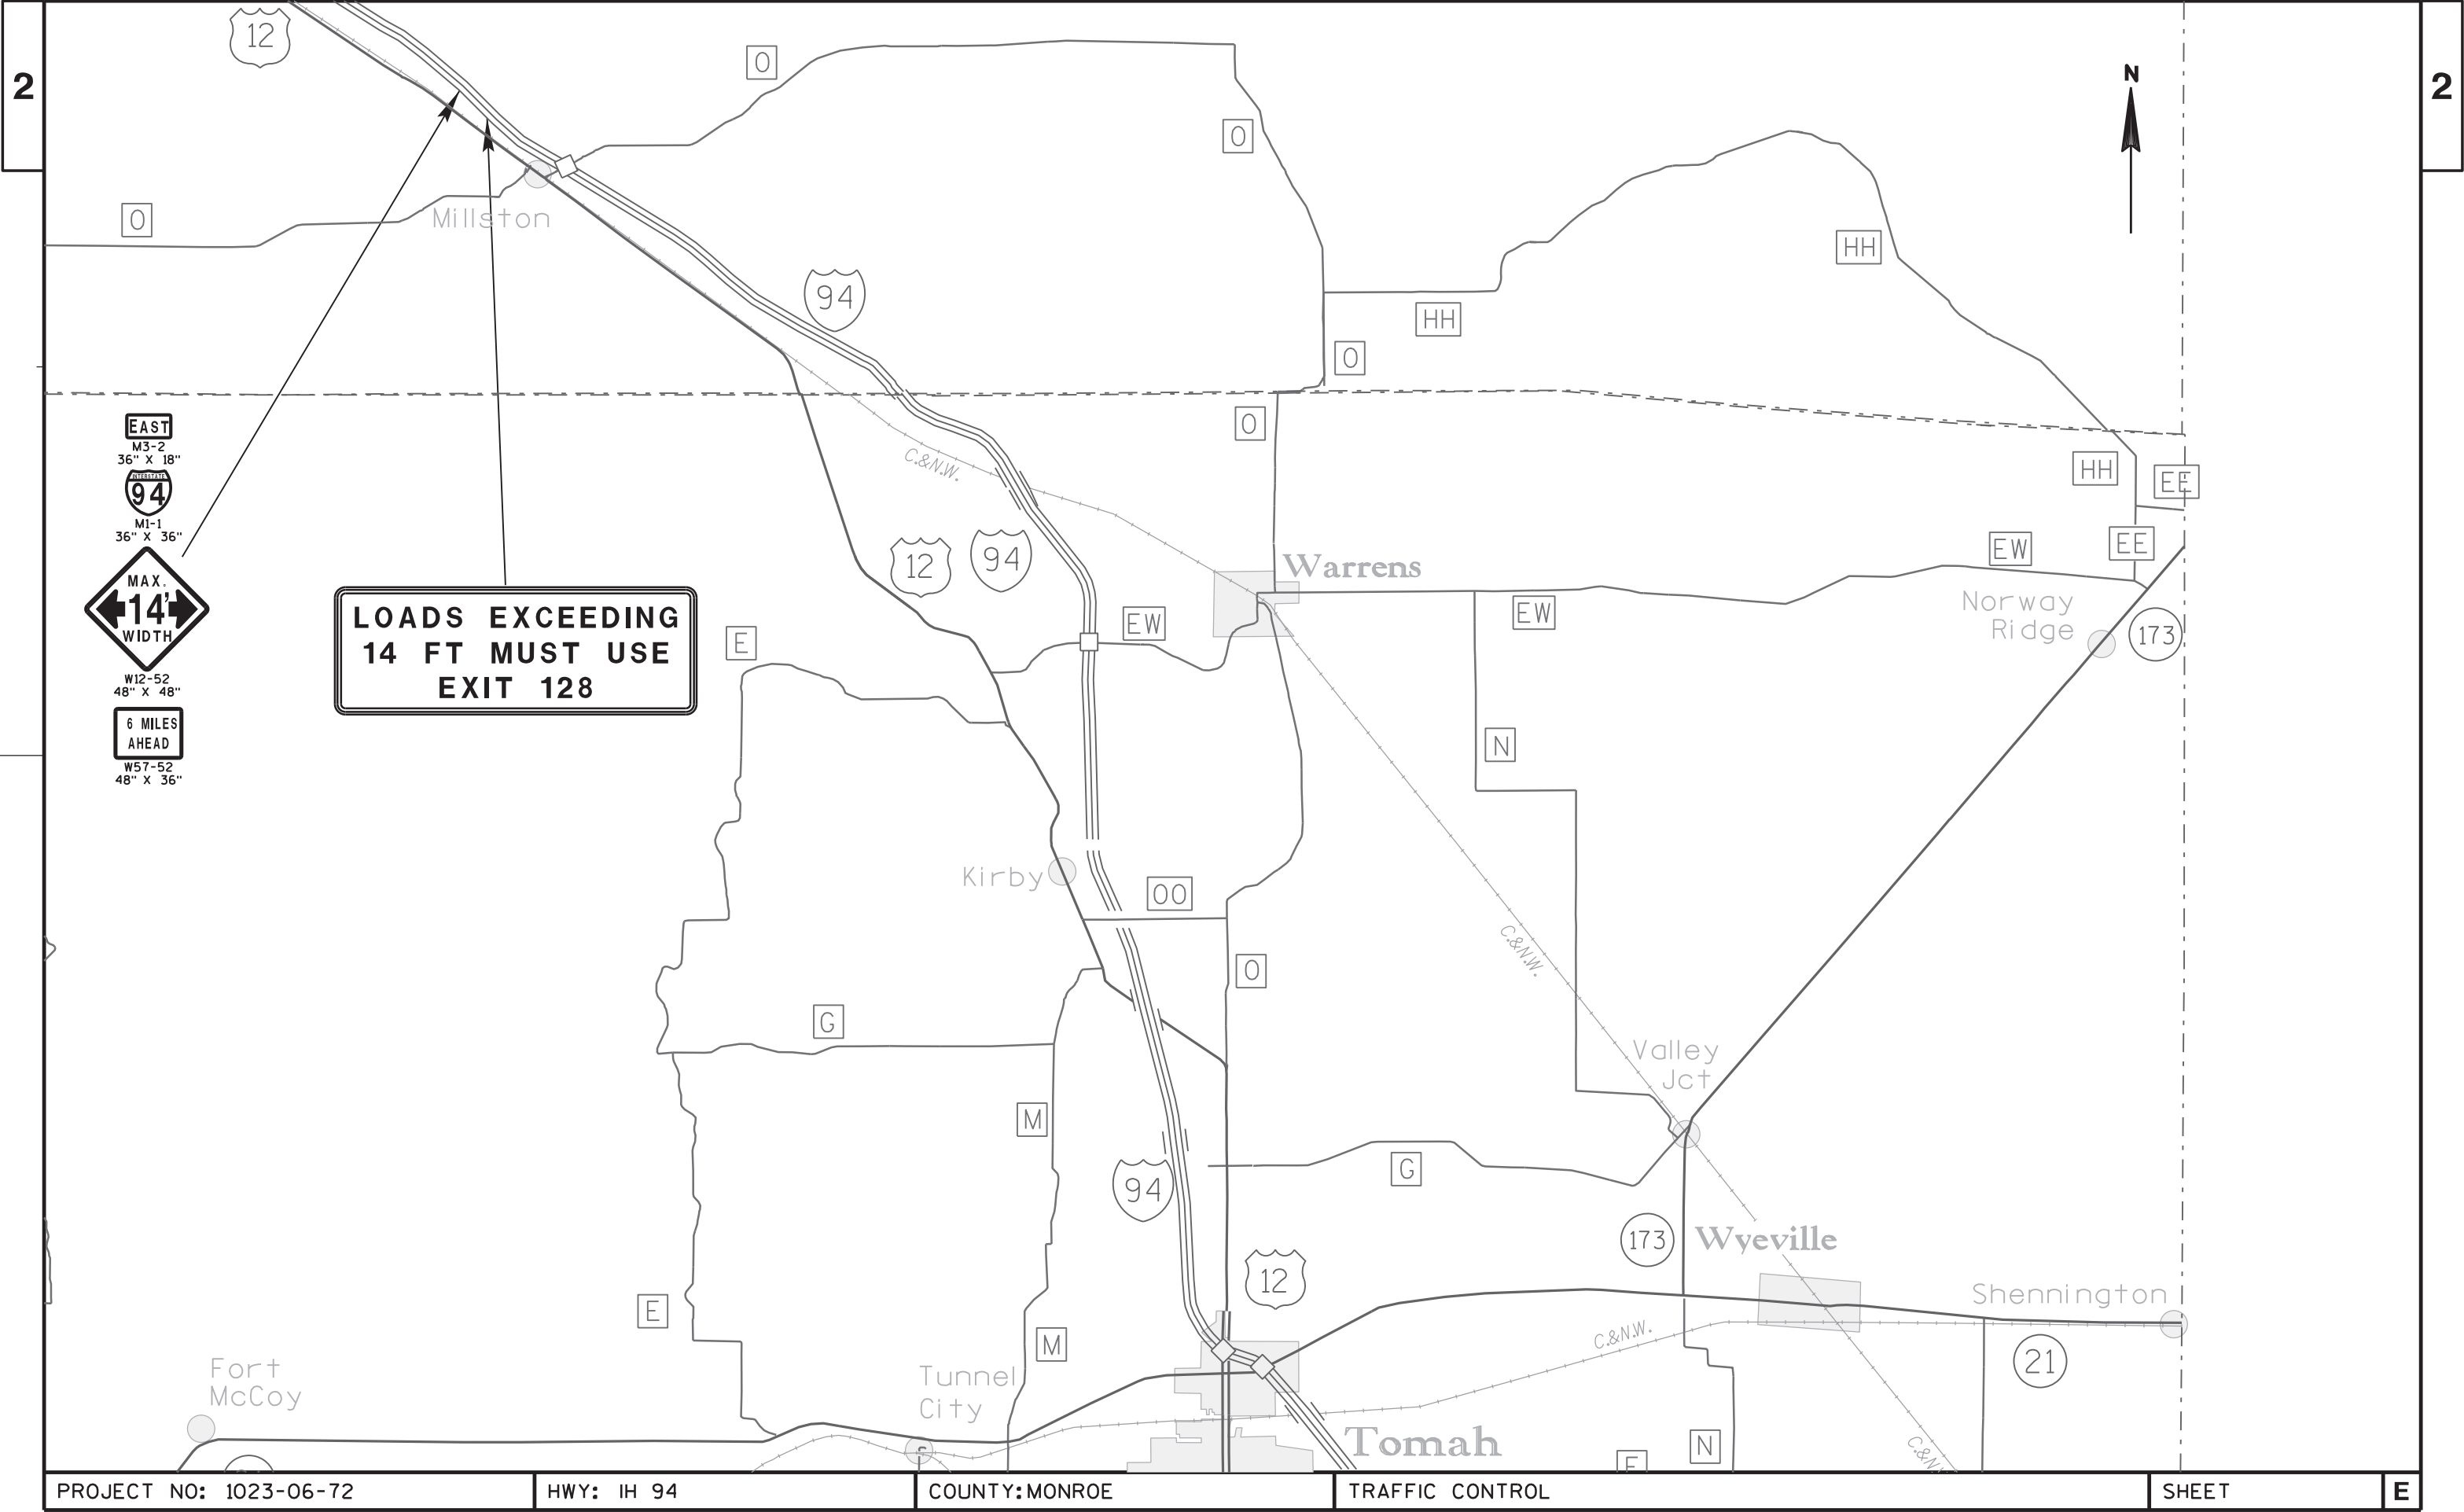 2
2
12
O
O
N
O
Millston
HH
94
HH
O
O
EAST
M3-2
36" X 18"
INTERSTATE
94
M1-1
36" X 36"
MAX.
14'
WIDTH
W12-52
48" X 48"
6 MILES
AHEAD
W57-52
48" X 36"
LOADS EXCEEDING
14 FT MUST USE
EXIT 128
C.&N.W.
HH
EE
EW
EE
12
94
Warrens
EW
EW
Norway
Ridge
173
E
N
Kirby
OO
C.&N.W.
O
G
Valley
Jct
M
G
94
173
Wyeville
12
Shennington
E
M
C.&N.W.
21
Fort
McCoy
Tunnel
City
Tomah
N
C.&N.
PROJECT NO: 1023-06-72
HWY: IH 94
COUNTY: MONROE
TRAFFIC CONTROL
SHEET
E